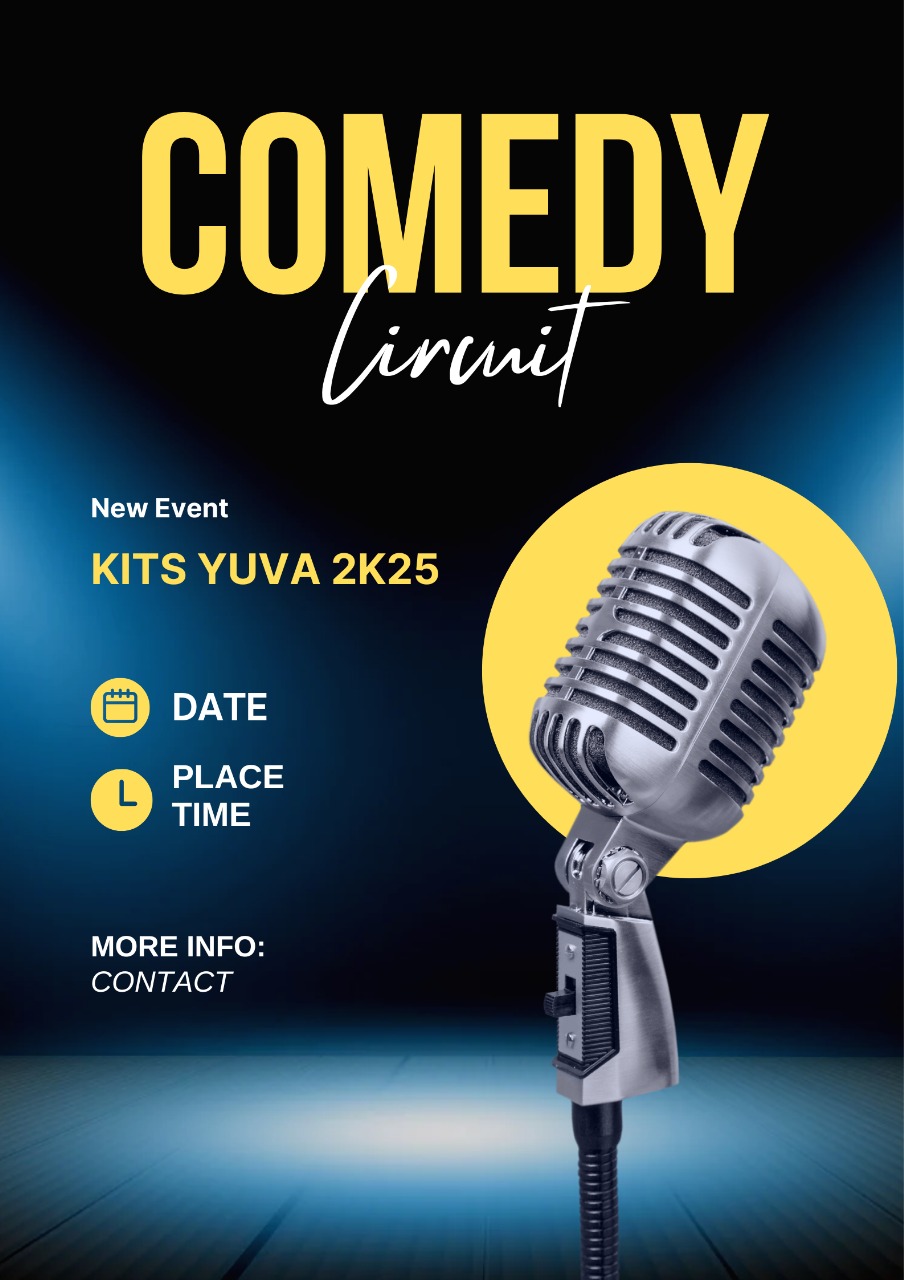 COMEDY
Circuit
New Event
KITS YUVA 2K25
DATE
PLACE
TIME
MORE INFO:
CONTACT